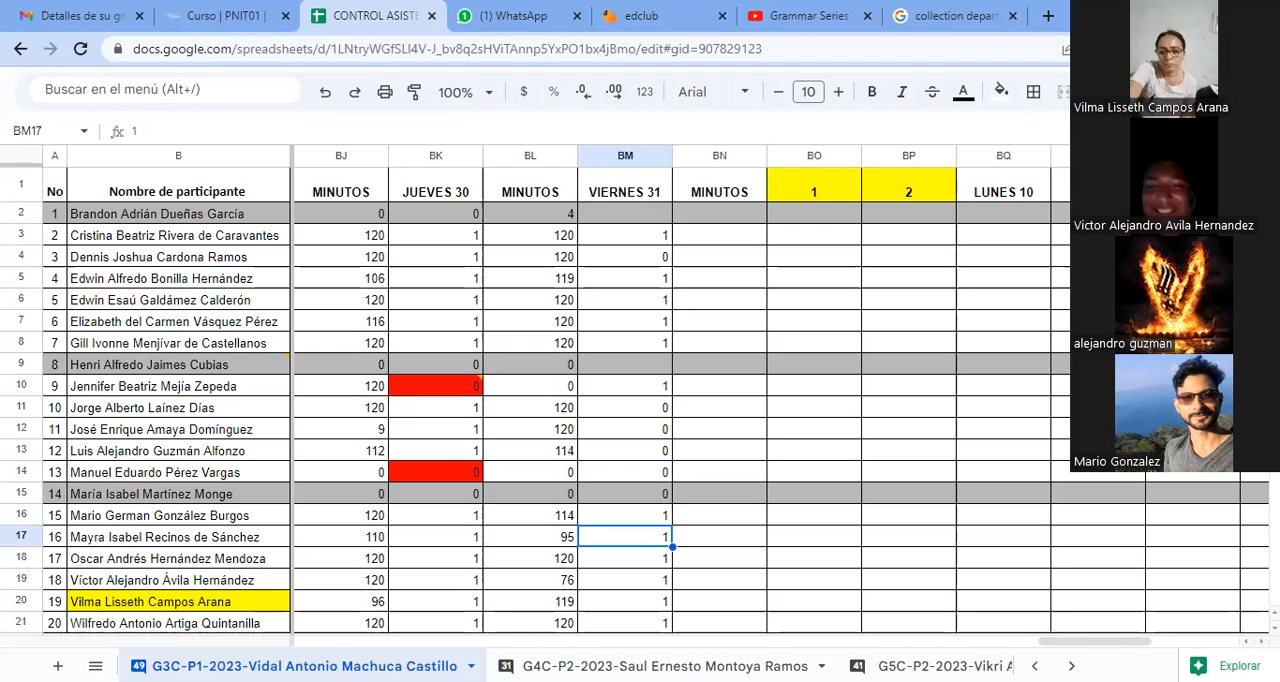 Detalles de su gr
Curso | PNIT01 |
CONTROL ASISTE
(1) WhatsApp
edclub
Grammar Series
collection depar
docs.google.com/spreadsheets/d/1LNtryWGfSLI4V-J_bv8q2sHViTAnnp5YxPO1bx4jBmo/edit#gid=907829123
Buscar en el menú (Alt+/)
100%
$ % .0 .00 123
Arial
10
B I A
BM17
fx 1
A B BJ BK BL BM BN BO BP BQ
1 No Nombre de participante MINUTOS JUEVES 30 MINUTOS VIERNES 31 MINUTOS 1 2 LUNES 10
2 1 Brandon Adrián Dueñas García 0 0 4
3 2 Cristina Beatriz Rivera de Caravantes 120 1 120 1
4 3 Dennis Joshua Cardona Ramos 120 1 120 0
5 4 Edwin Alfredo Bonilla Hernández 106 1 119 1
6 5 Edwin Esaú Galdámez Calderón 120 1 120 1
7 6 Elizabeth del Carmen Vásquez Pérez 116 1 120 1
8 7 Gill Ivonne Menjívar de Castellanos 120 1 120 1
9 8 Henri Alfredo Jaimes Cubias 0 0 0
10 9 Jennifer Beatriz Mejía Zepeda 120 0 0 1
11 10 Jorge Alberto Laínez Días 120 1 120 0
12 11 José Enrique Amaya Domínguez 9 1 120 0
13 12 Luis Alejandro Guzmán Alfonzo 112 1 114 0
14 13 Manuel Eduardo Pérez Vargas 0 0 0 0
15 14 María Isabel Martínez Monge 0 0 0 0
16 15 Mario German González Burgos 120 1 114 1
17 16 Mayra Isabel Recinos de Sánchez 110 1 95 1
18 17 Oscar Andrés Hernández Mendoza 120 1 120 1
19 18 Víctor Alejandro Ávila Hernández 120 1 76 1
20 19 Vilma Lisseth Campos Arana 96 1 119 1
21 20 Wilfredo Antonio Artiga Quintanilla 120 1 120 1
49 G3C-P1-2023-Vidal Antonio Machuca Castillo
31 G4C-P2-2023-Saul Ernesto Montoya Ramos
41 G5C-P2-2023-Vikri A
Explorar
Vilma Lisseth Campos Arana
Victor Alejandro Avila Hernandez
alejandro guzman
Mario Gonzalez